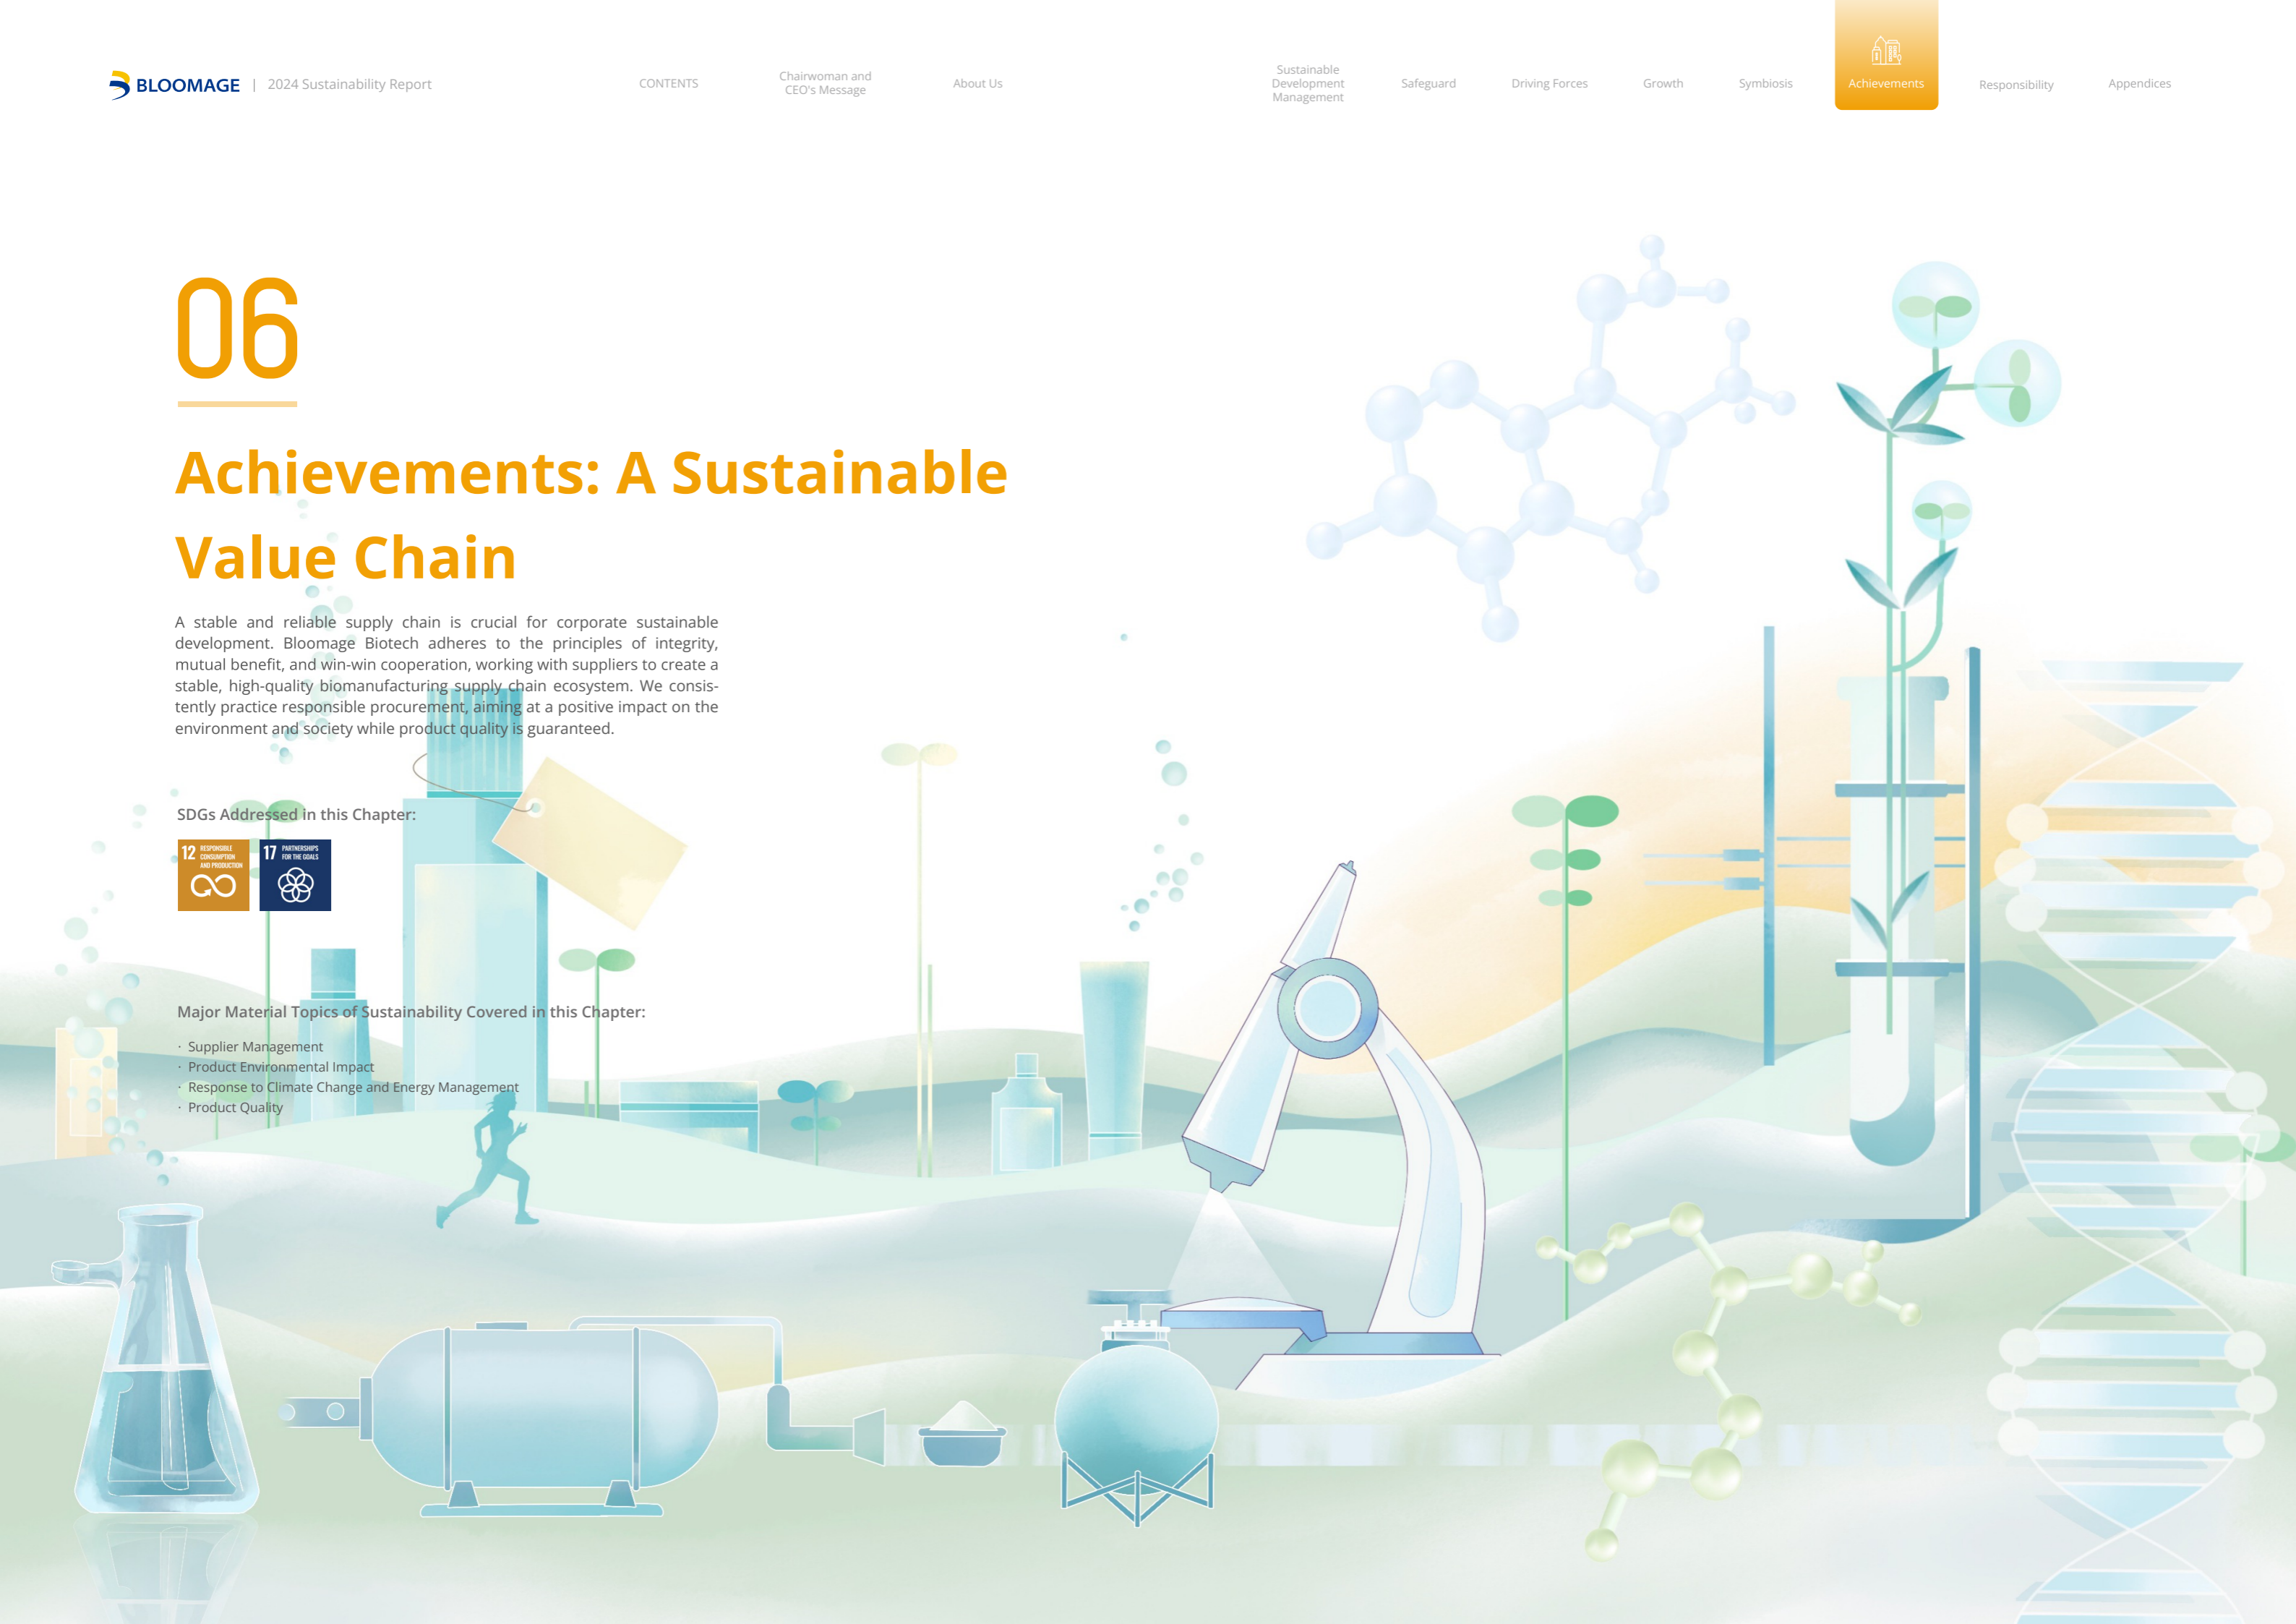 BLOOMAGE | 2024 Sustainability Report
CONTENTS
Chairwoman and
CEO's Message
About Us
Sustainable
Development
Management
Safeguard
Driving Forces
Growth
Symbiosis
Achievements
Responsibility
Appendices
06
Achievements: A Sustainable
Value Chain
A stable and reliable supply chain is crucial for corporate sustainable
development. Bloomage Biotech adheres to the principles of integrity,
mutual benefit, and win-win cooperation, working with suppliers to create a
stable, high-quality biomanufacturing supply chain ecosystem. We consis-
tently practice responsible procurement, aiming at a positive impact on the
environment and society while product quality is guaranteed.
SDGs Addressed in this Chapter:
12 RESPONSIBLE
CONSUMPTION
AND PRODUCTION
17 PARTNERSHIPS
FOR THE GOALS
Major Material Topics of Sustainability Covered in this Chapter:
· Supplier Management
· Product Environmental Impact
· Response to Climate Change and Energy Management
· Product Quality